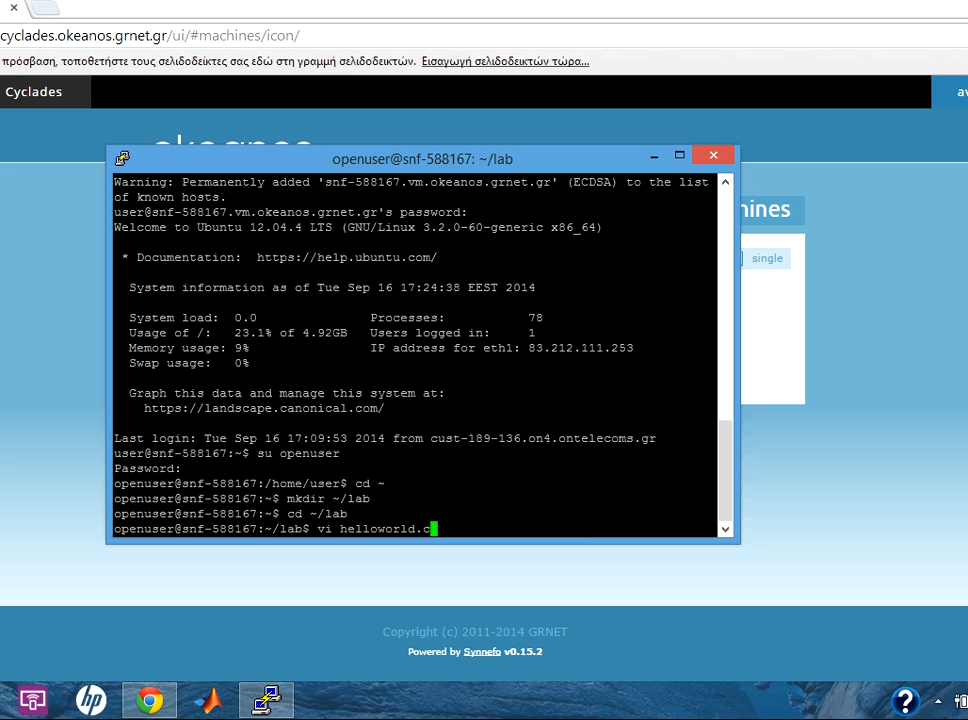 cyclades.okeanos.grnet.gr/ui/#machines/icon/
πρόσβαση, τοποθετήστε τους σελιδοδείκτες σας εδώ στη γραμμή σελιδοδεικτών. Εισαγωγή σελιδοδεικτών τώρα...
Cyclades
okeanos
openuser@snf-588167: ~/lab
Warning: Permanently added 'snf-588167.vm.okeanos.grnet.gr' (ECDSA) to the list
of known hosts.
user@snf-588167.vm.okeanos.grnet.gr's password:
Welcome to Ubuntu 12.04.4 LTS (GNU/Linux 3.2.0-60-generic x86_64)
* Documentation: https://help.ubuntu.com/
System information as of Tue Sep 16 17:24:38 EEST 2014
System load: 0.0 Processes: 78
Usage of /: 23.1% of 4.92GB Users logged in: 1
Memory usage: 9% IP address for eth1: 83.212.111.253
Swap usage: 0%
Graph this data and manage this system at:
https://landscape.canonical.com/
Last login: Tue Sep 16 17:09:53 2014 from cust-189-136.on4.ontelecoms.gr
user@snf-588167:~$ su openuser
Password:
openuser@snf-588167:/home/user$ cd ~
openuser@snf-588167:~$ mkdir ~/lab
openuser@snf-588167:~$ cd ~/lab
openuser@snf-588167:~/lab$ vi helloworld.c
hines
single
Copyright (c) 2011-2014 GRNET
Powered by Synnefo v0.15.2
hp
?